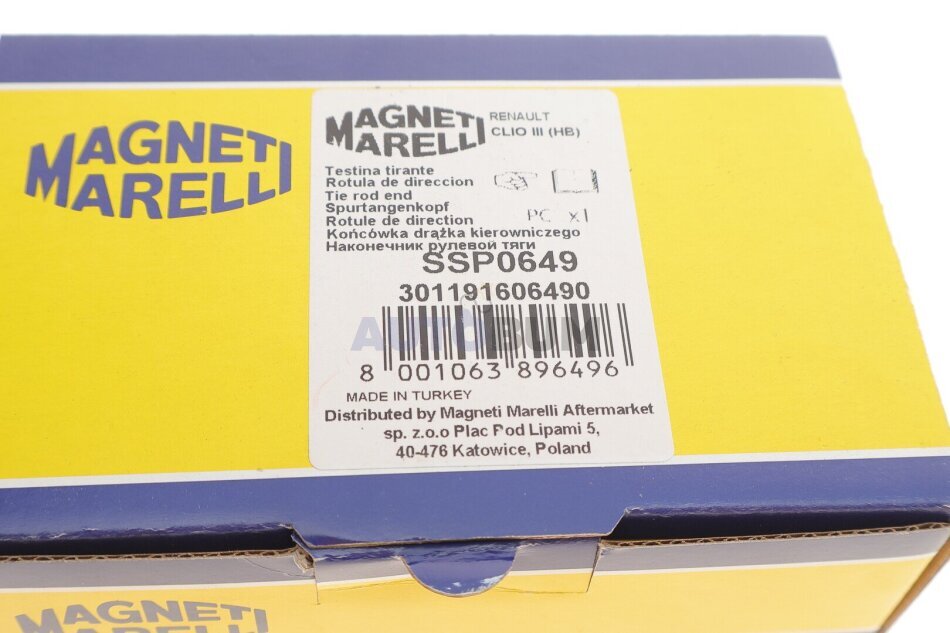 MAGNETI
MARELLI
MAGNETI
MARELLI
RENAULT
CLIO III (HB)
Testina tirante
Rotula de direccion
Tie rod end
Spurtangenkopf
Rotule de direction
Końcówka drążka kierowniczego
Наконечник рулевой тяги
PC x1
SSP0649
301191606490
AUTOBUM
8 001063 896496
MADE IN TURKEY
Distributed by Magneti Marelli Aftermarket
sp. z.o.o Plac Pod Lipami 5,
40-476 Katowice, Poland
MAGNETI
MARELLI